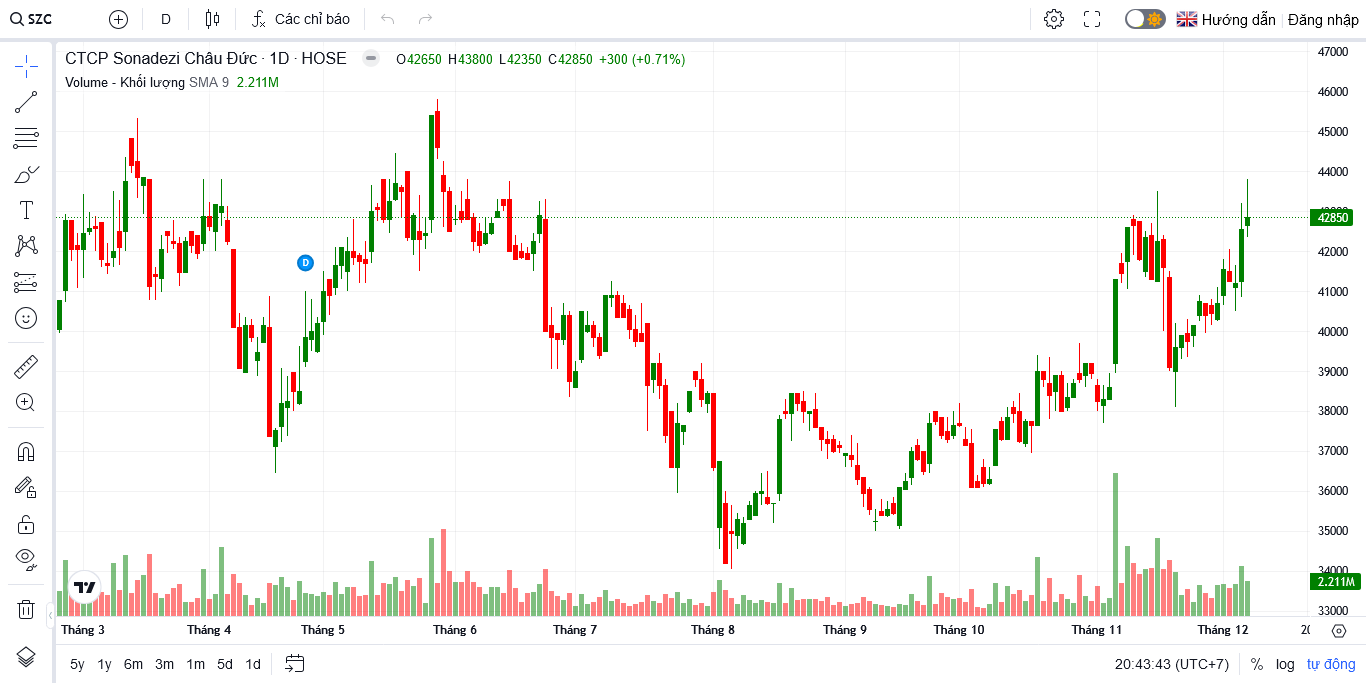 SZC
D
Các chỉ báo
Hướng dẫn
Đăng nhập
CTCP Sonadezi Châu Đức · 1D · HOSE
O42650 H43800 L42350 C42850 +300 (+0.71%)
Volume - Khối lượng SMA 9 2.211M
D
47000
46000
45000
44000
42850
42000
41000
40000
39000
38000
37000
36000
35000
34000
2.211M
33000
Tháng 3
Tháng 4
Tháng 5
Tháng 6
Tháng 7
Tháng 8
Tháng 9
Tháng 10
Tháng 11
Tháng 12
5y 1y 6m 3m 1m 5d 1d
20:43:43 (UTC+7)
% log tự động